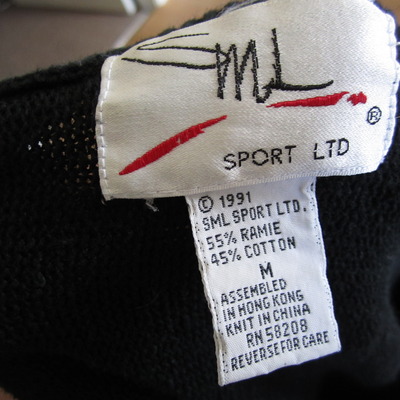 SML
®
SPORT LTD
© 1991
SML SPORT LTD.
55% RAMIE
45% COTTON
M
ASSEMBLED
IN HONG KONG
KNIT IN CHINA
RN 58208
REVERSE FOR CARE